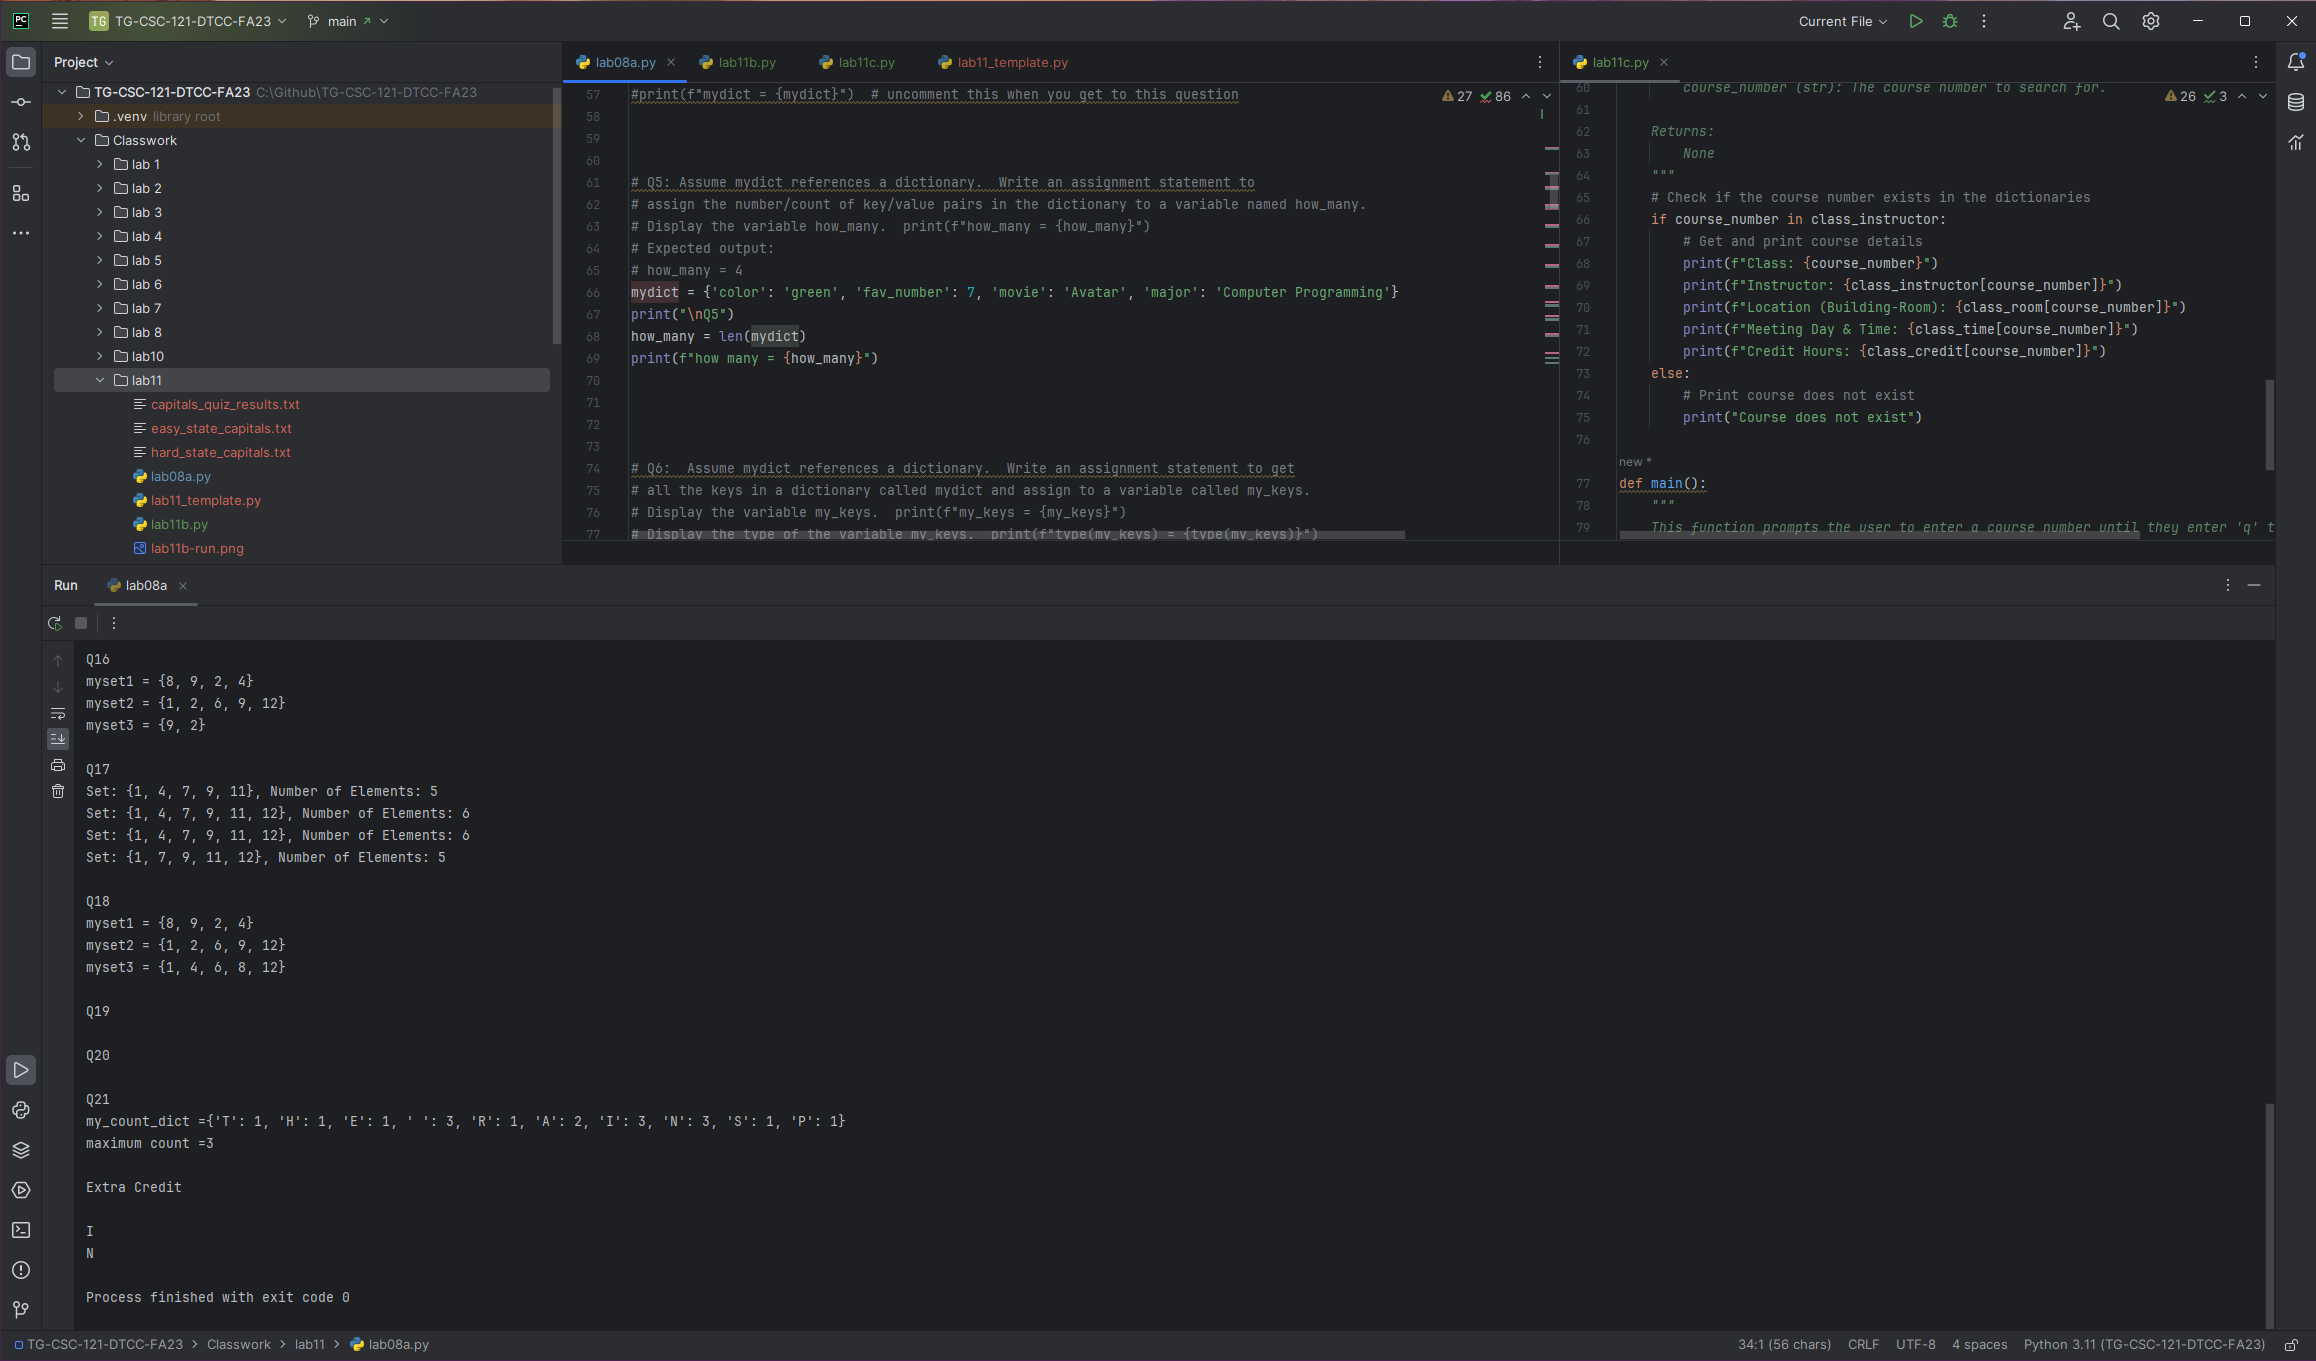 PC
TG TG-CSC-121-DTCC-FA23
main
Current File
Project
TG-CSC-121-DTCC-FA23 C:\Github\TG-CSC-121-DTCC-FA23
.venv library root
Classwork
lab 1
lab 2
lab 3
lab 4
lab 5
lab 6
lab 7
lab 8
lab10
lab11
capitals_quiz_results.txt
easy_state_capitals.txt
hard_state_capitals.txt
lab08a.py
lab11_template.py
lab11b.py
lab11b-run.png
lab08a.py lab11b.py lab11c.py lab11_template.py
27 86
57 #print(f"mydict = {mydict}")  # uncomment this when you get to this question
58
59
60
61 # Q5: Assume mydict references a dictionary.  Write an assignment statement to
62 # assign the number/count of key/value pairs in the dictionary to a variable named how_many.
63 # Display the variable how_many.  print(f"how_many = {how_many}")
64 # Expected output:
65 # how_many = 4
66 mydict = {'color': 'green', 'fav_number': 7, 'movie': 'Avatar', 'major': 'Computer Programming'}
67 print("\nQ5")
68 how_many = len(mydict)
69 print(f"how many = {how_many}")
70
71
72
73
74 # Q6:  Assume mydict references a dictionary.  Write an assignment statement to get
75 # all the keys in a dictionary called mydict and assign to a variable called my_keys.
76 # Display the variable my_keys.  print(f"my_keys = {my_keys}")
77 # Display the type of the variable my_keys.  print(f"type(my_keys) = {type(my_keys)}")
lab11c.py
26 3
60 course_number (str): The course number to search for.
61
62 Returns:
63 None
64 """
65 # Check if the course number exists in the dictionaries
66 if course_number in class_instructor:
67 # Get and print course details
68 print(f"Class: {course_number}")
69 print(f"Instructor: {class_instructor[course_number]}")
70 print(f"Location (Building-Room): {class_room[course_number]}")
71 print(f"Meeting Day & Time: {class_time[course_number]}")
72 print(f"Credit Hours: {class_credit[course_number]}")
73 else:
74 # Print course does not exist
75 print("Course does not exist")
76
new *
77 def main():
78 """
79 This function prompts the user to enter a course number until they enter 'q' t
Run lab08a
Q16
myset1 = {8, 9, 2, 4}
myset2 = {1, 2, 6, 9, 12}
myset3 = {9, 2}
Q17
Set: {1, 4, 7, 9, 11}, Number of Elements: 5
Set: {1, 4, 7, 9, 11, 12}, Number of Elements: 6
Set: {1, 4, 7, 9, 11, 12}, Number of Elements: 6
Set: {1, 7, 9, 11, 12}, Number of Elements: 5
Q18
myset1 = {8, 9, 2, 4}
myset2 = {1, 2, 6, 9, 12}
myset3 = {1, 4, 6, 8, 12}
Q19
Q20
Q21
my_count_dict ={'T': 1, 'H': 1, 'E': 1, ' ': 3, 'R': 1, 'A': 2, 'I': 3, 'N': 3, 'S': 1, 'P': 1}
maximum count =3
Extra Credit
I
N
Process finished with exit code 0
TG-CSC-121-DTCC-FA23 > Classwork > lab11 > lab08a.py
34:1 (56 chars) CRLF UTF-8 4 spaces Python 3.11 (TG-CSC-121-DTCC-FA23)